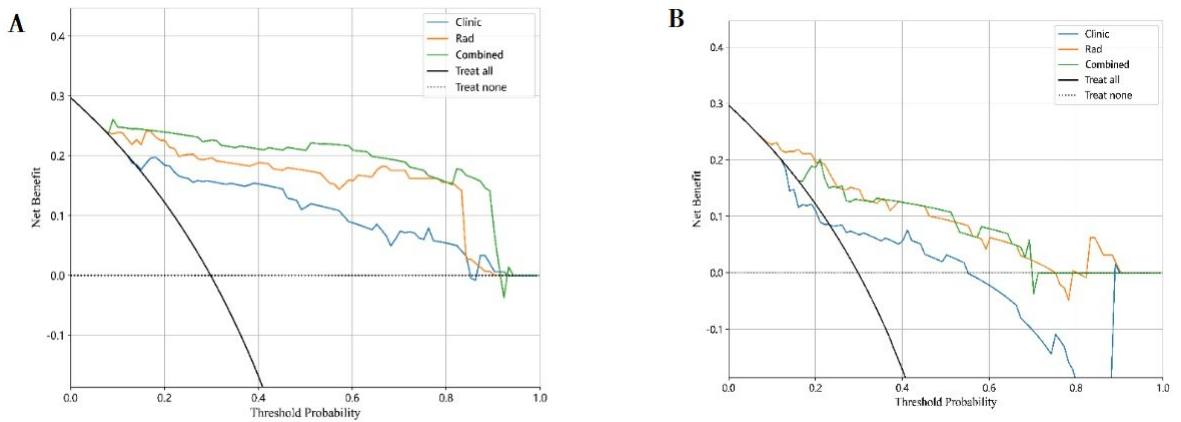 A
Clinic
Rad
Combined
Treat all
Treat none
0.4
0.3
0.2
0.1
0.0
-0.1
Net Benefit
0.0 0.2 0.4 0.6 0.8 1.0
Threshold Probability
B
Clinic
Rad
Combined
Treat all
Treat none
0.4
0.3
0.2
0.1
0.0
-0.1
Net Benefit
0.0 0.2 0.4 0.6 0.8 1.0
Threshold Probability